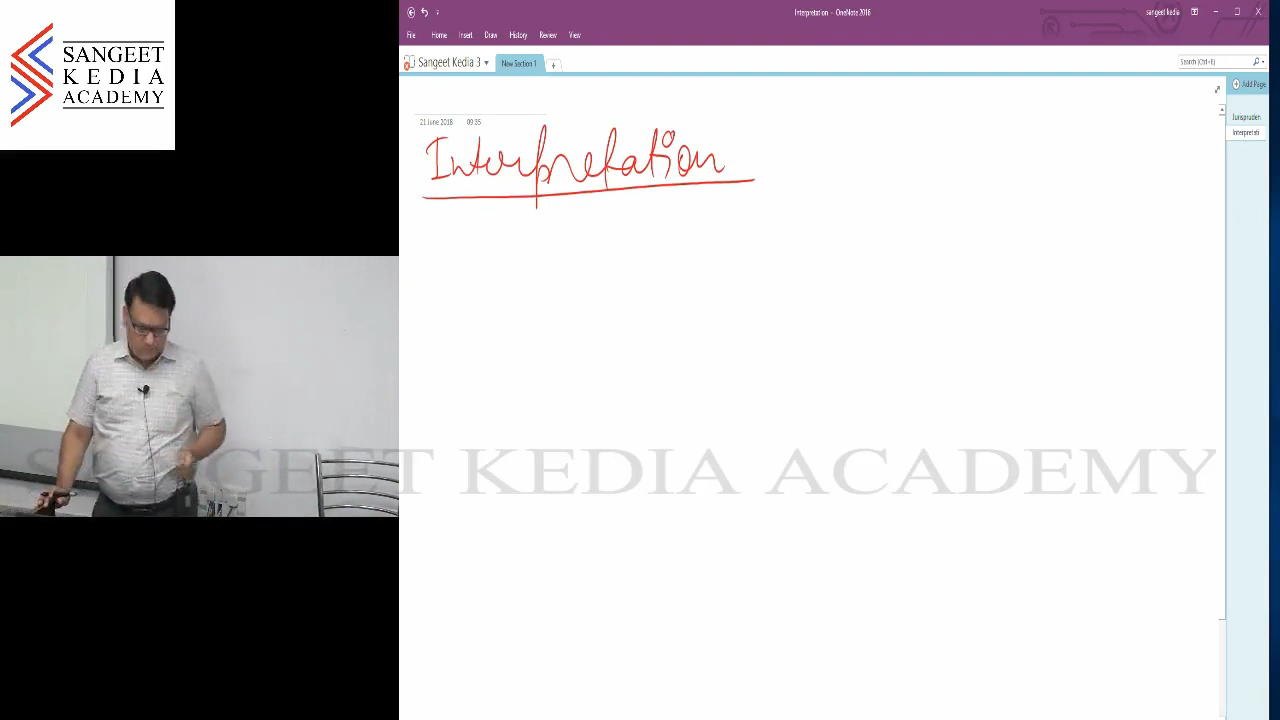 SANGEET
KEDIA
ACADEMY
Interpretation - OneNote 2016
sangeet kedia
File Home Insert Draw History Review View
Sangeet Kedia 3
New Section 1
Search (Ctrl+E)
Add Page
21 June 2018 09:35
Jurispruden
Interpretati
Interpretation
SANGEET KEDIA ACADEMY